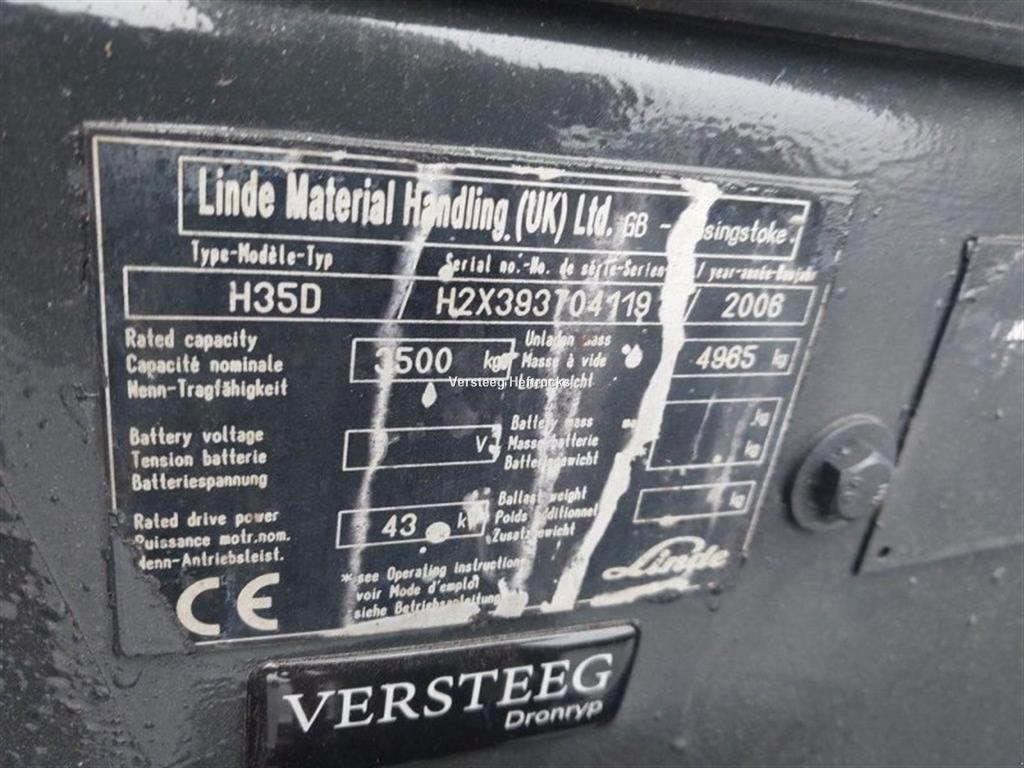 Linde Material Handling (UK) Ltd. GB - singstoke.
Type-Modèle-Typ Serial no.-No. de série-Serien / year-année-Baujahr
H35D / H2X393704119 / 2006
Rated capacity
Capacité nominale
Nenn-Tragfähigkeit
3500 kg
Unladen mass
Masse à vide
4965 kg
Battery voltage
Tension batterie
Batteriespannung
V
Battery mass
Masse batterie
Batteriegewicht
kg
kg
Rated drive power
Puissance motr.nom.
Nenn-Antriebsleist.
43 k
Ballast weight
Poids additionnel
Zusatzgewicht
kg
CE
*see Operating instructions
voir Mode d'emploi
siehe Betriebsanleitung
Linde
Versteeg Heftrucks
VERSTEEG
Dronryp